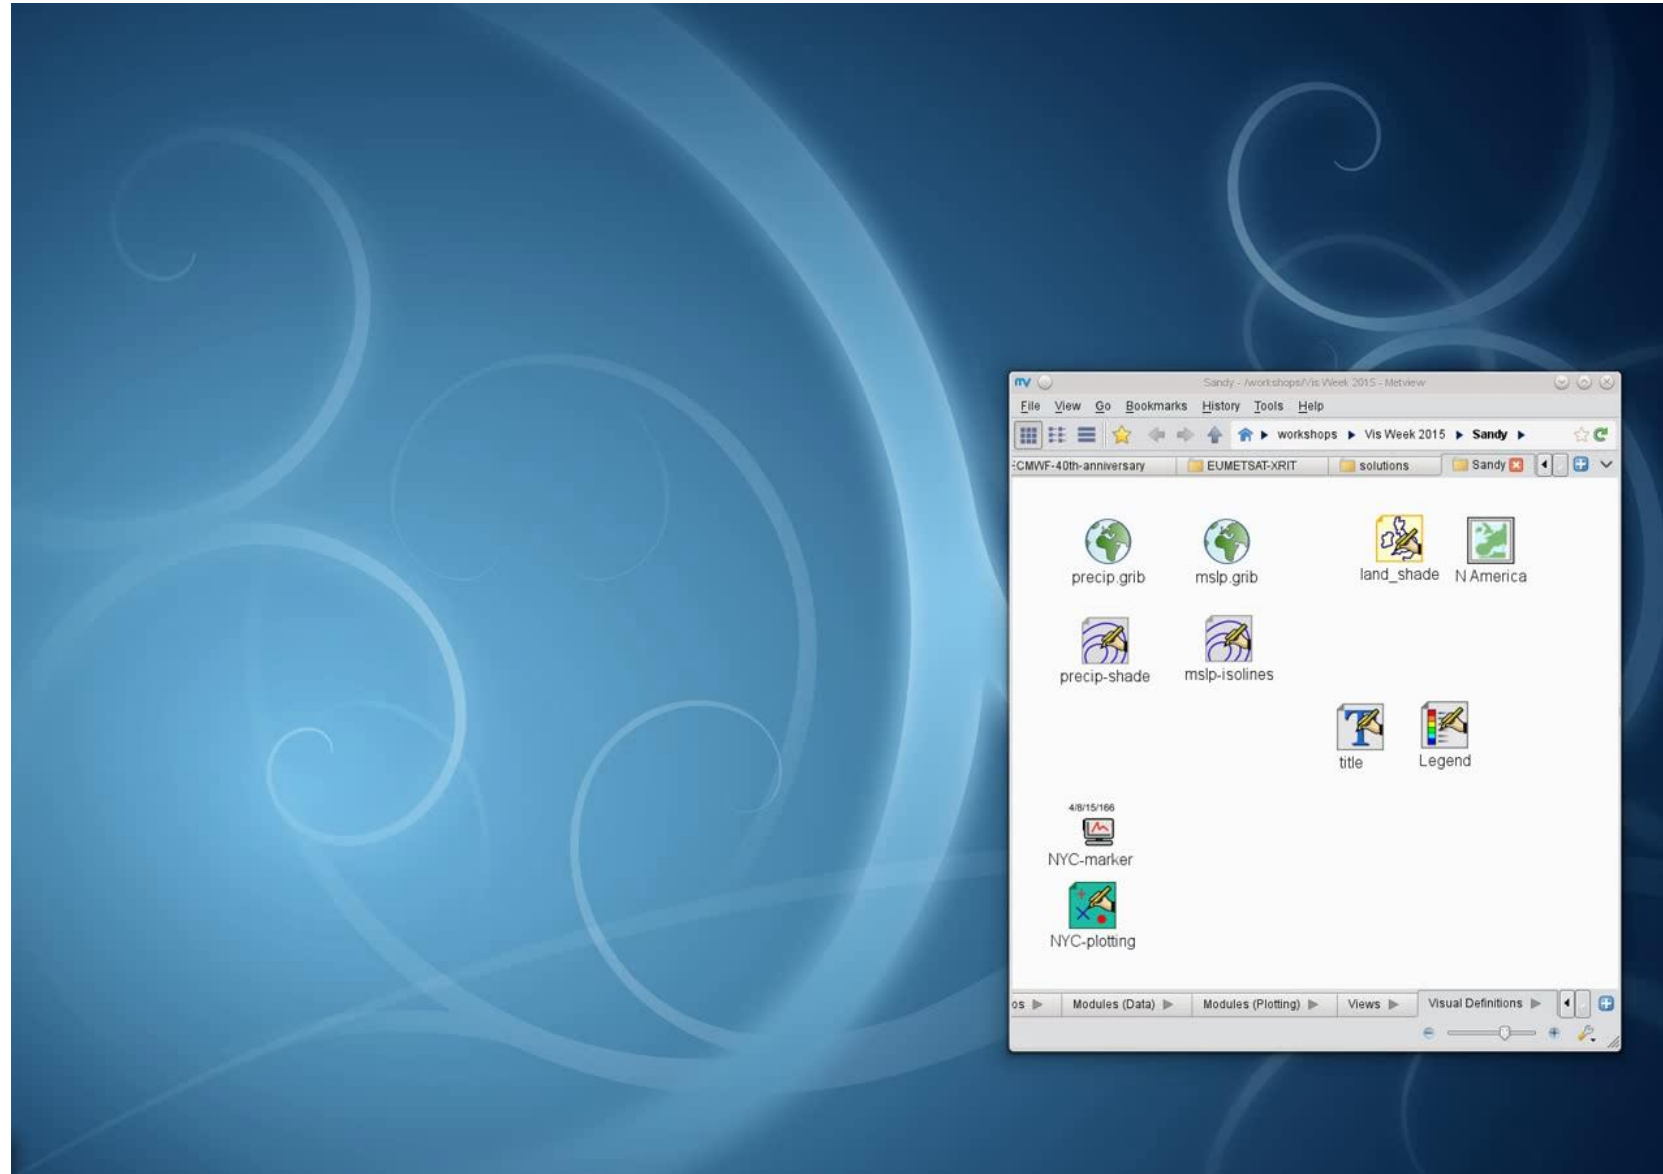 Sandy - /workshops/Vis Week 2015 - Metview
File View Go Bookmarks History Tools Help
workshops Vis Week 2015 Sandy
ECMWF-40th-anniversary EUMETSAT-XRIT solutions Sandy
precip.grib mslp.grib land_shade N America
precip-shade mslp-isolines
title Legend
4/8/15/166
NYC-marker
NYC-plotting
os Modules (Data) Modules (Plotting) Views Visual Definitions